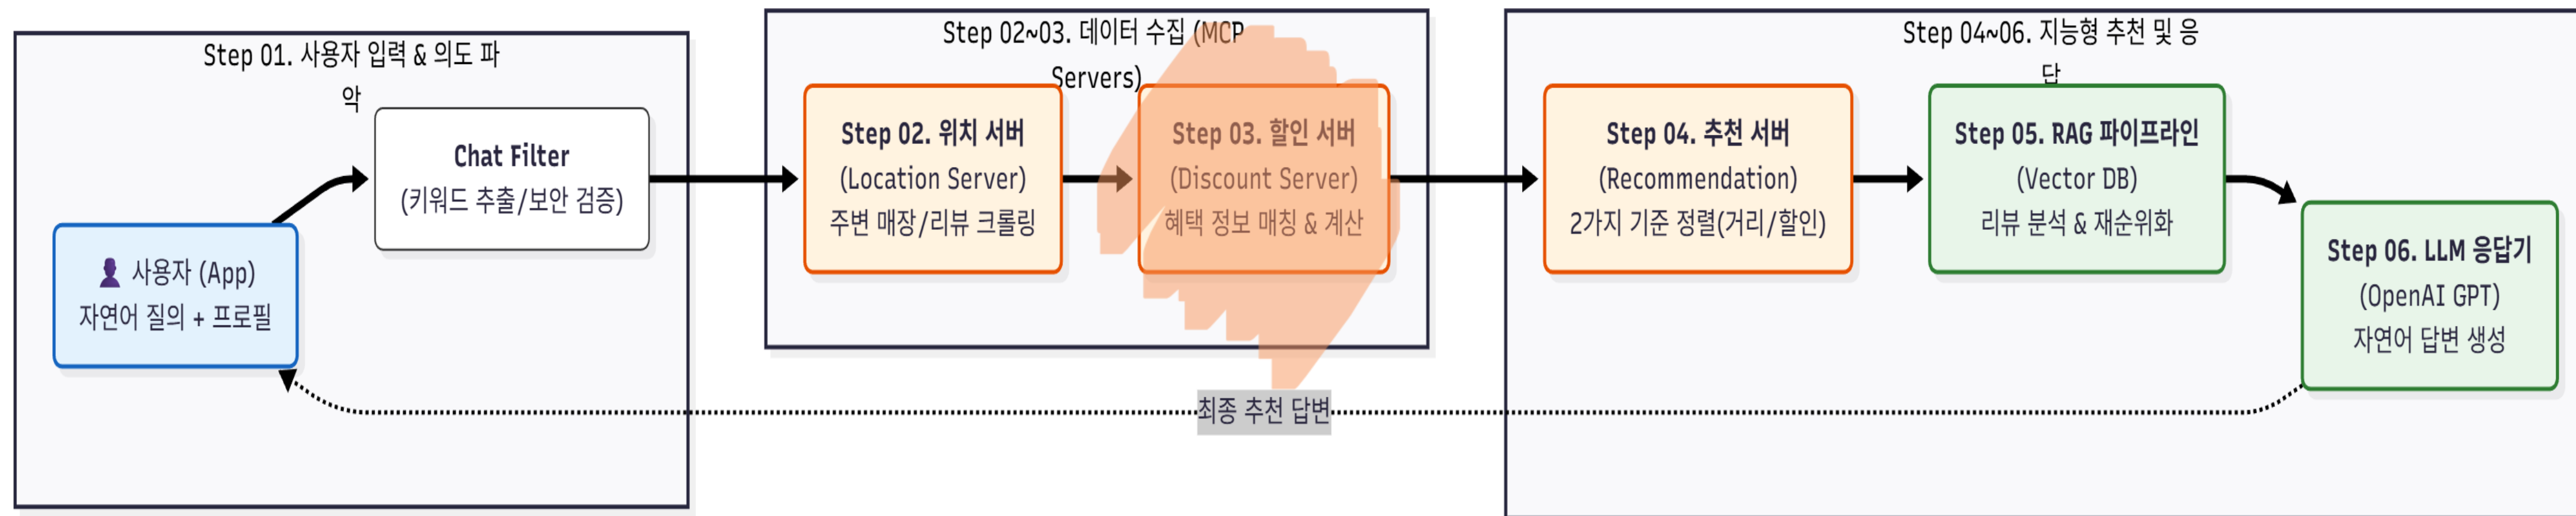 Step 01. 사용자 입력 & 의도 파
악
Chat Filter
(키워드 추출/보안 검증)
사용자 (App)
자연어 질의 + 프로필
Step 02~03. 데이터 수집 (MCP
Servers)
Step 02. 위치 서버
(Location Server)
주변 매장/리뷰 크롤링
Step 03. 할인 서버
(Discount Server)
혜택 정보 매칭 & 계산
Step 04~06. 지능형 추천 및 응
답
Step 04. 추천 서버
(Recommendation)
2가지 기준 정렬(거리/할인)
Step 05. RAG 파이프라인
(Vector DB)
리뷰 분석 & 재순위화
Step 06. LLM 응답기
(OpenAI GPT)
자연어 답변 생성
최종 추천 답변